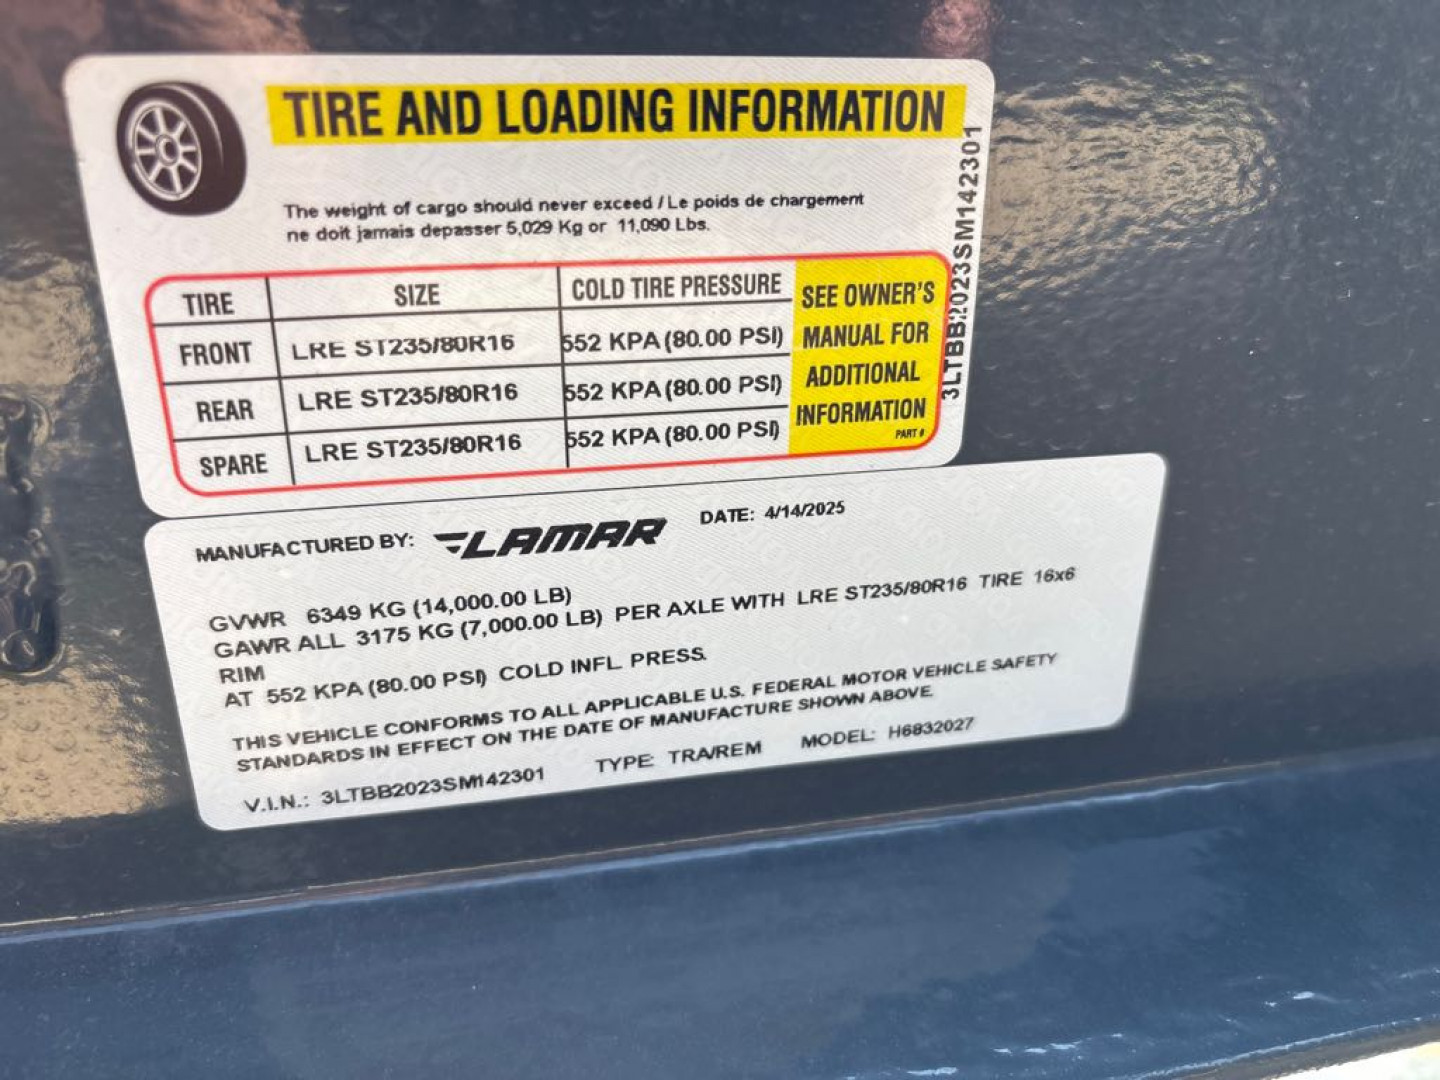 TIRE AND LOADING INFORMATION
The weight of cargo should never exceed / Le poids de chargement
ne doit jamais depasser 5,029 Kg or 11,090 Lbs.
TIRE SIZE COLD TIRE PRESSURE
FRONT LRE ST235/80R16 552 KPA (80.00 PSI)
REAR LRE ST235/80R16 552 KPA (80.00 PSI)
SPARE LRE ST235/80R16 552 KPA (80.00 PSI)
SEE OWNER'S
MANUAL FOR
ADDITIONAL
INFORMATION
PART #
3LTBB2023SM142301
MANUFACTURED BY: LAMAR DATE: 4/14/2025
GVWR 6349 KG (14,000.00 LB)
GAWR ALL 3175 KG (7,000.00 LB) PER AXLE WITH LRE ST235/80R16 TIRE 16x6
RIM
AT 552 KPA (80.00 PSI) COLD INFL. PRESS.
THIS VEHICLE CONFORMS TO ALL APPLICABLE U.S. FEDERAL MOTOR VEHICLE SAFETY
STANDARDS IN EFFECT ON THE DATE OF MANUFACTURE SHOWN ABOVE.
V.I.N.: 3LTBB2023SM142301 TYPE: TRA/REM MODEL: H6832027